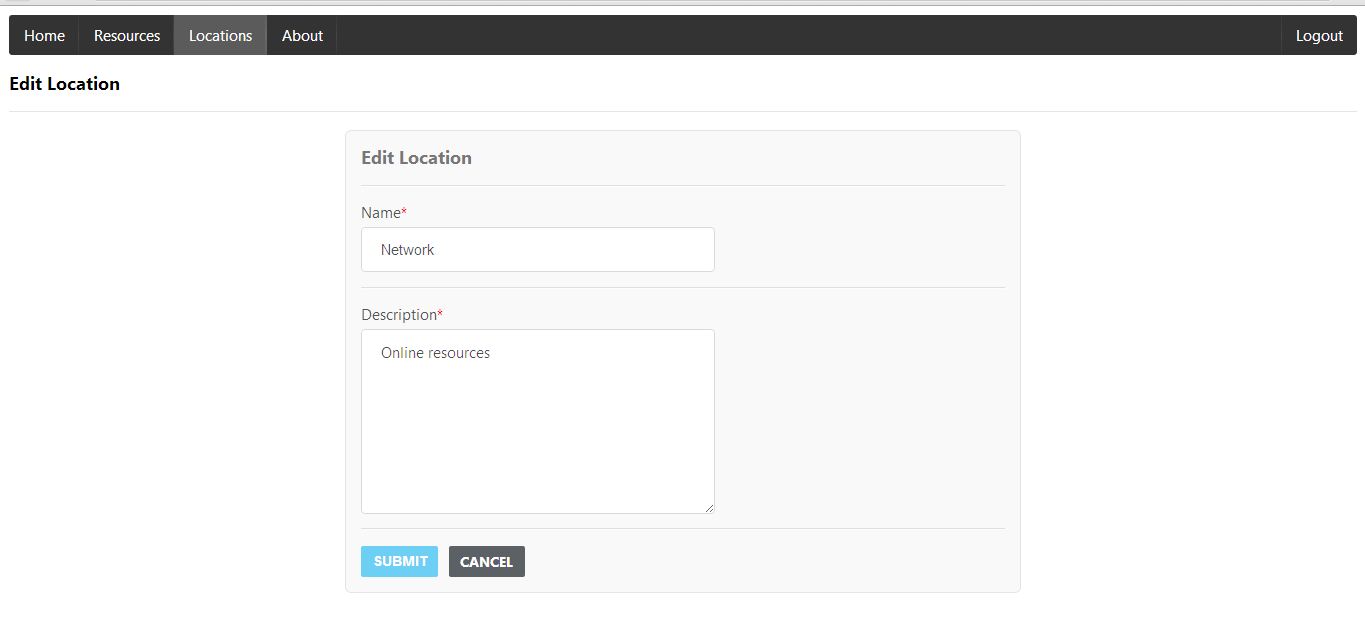 Home Resources Locations About Logout
Edit Location
Edit Location
Name*
Network
Description*
Online resources
SUBMIT CANCEL